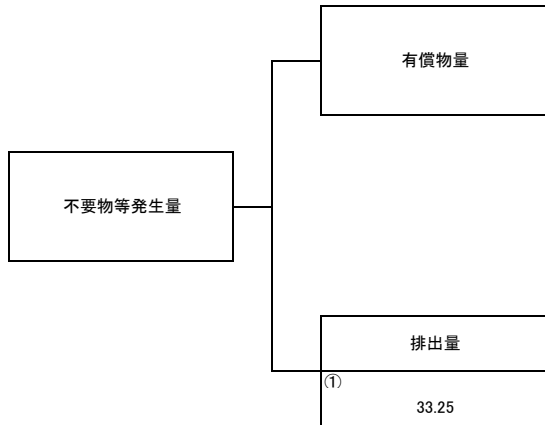 有償物量
不要物等発生量
排出量
①
33.25